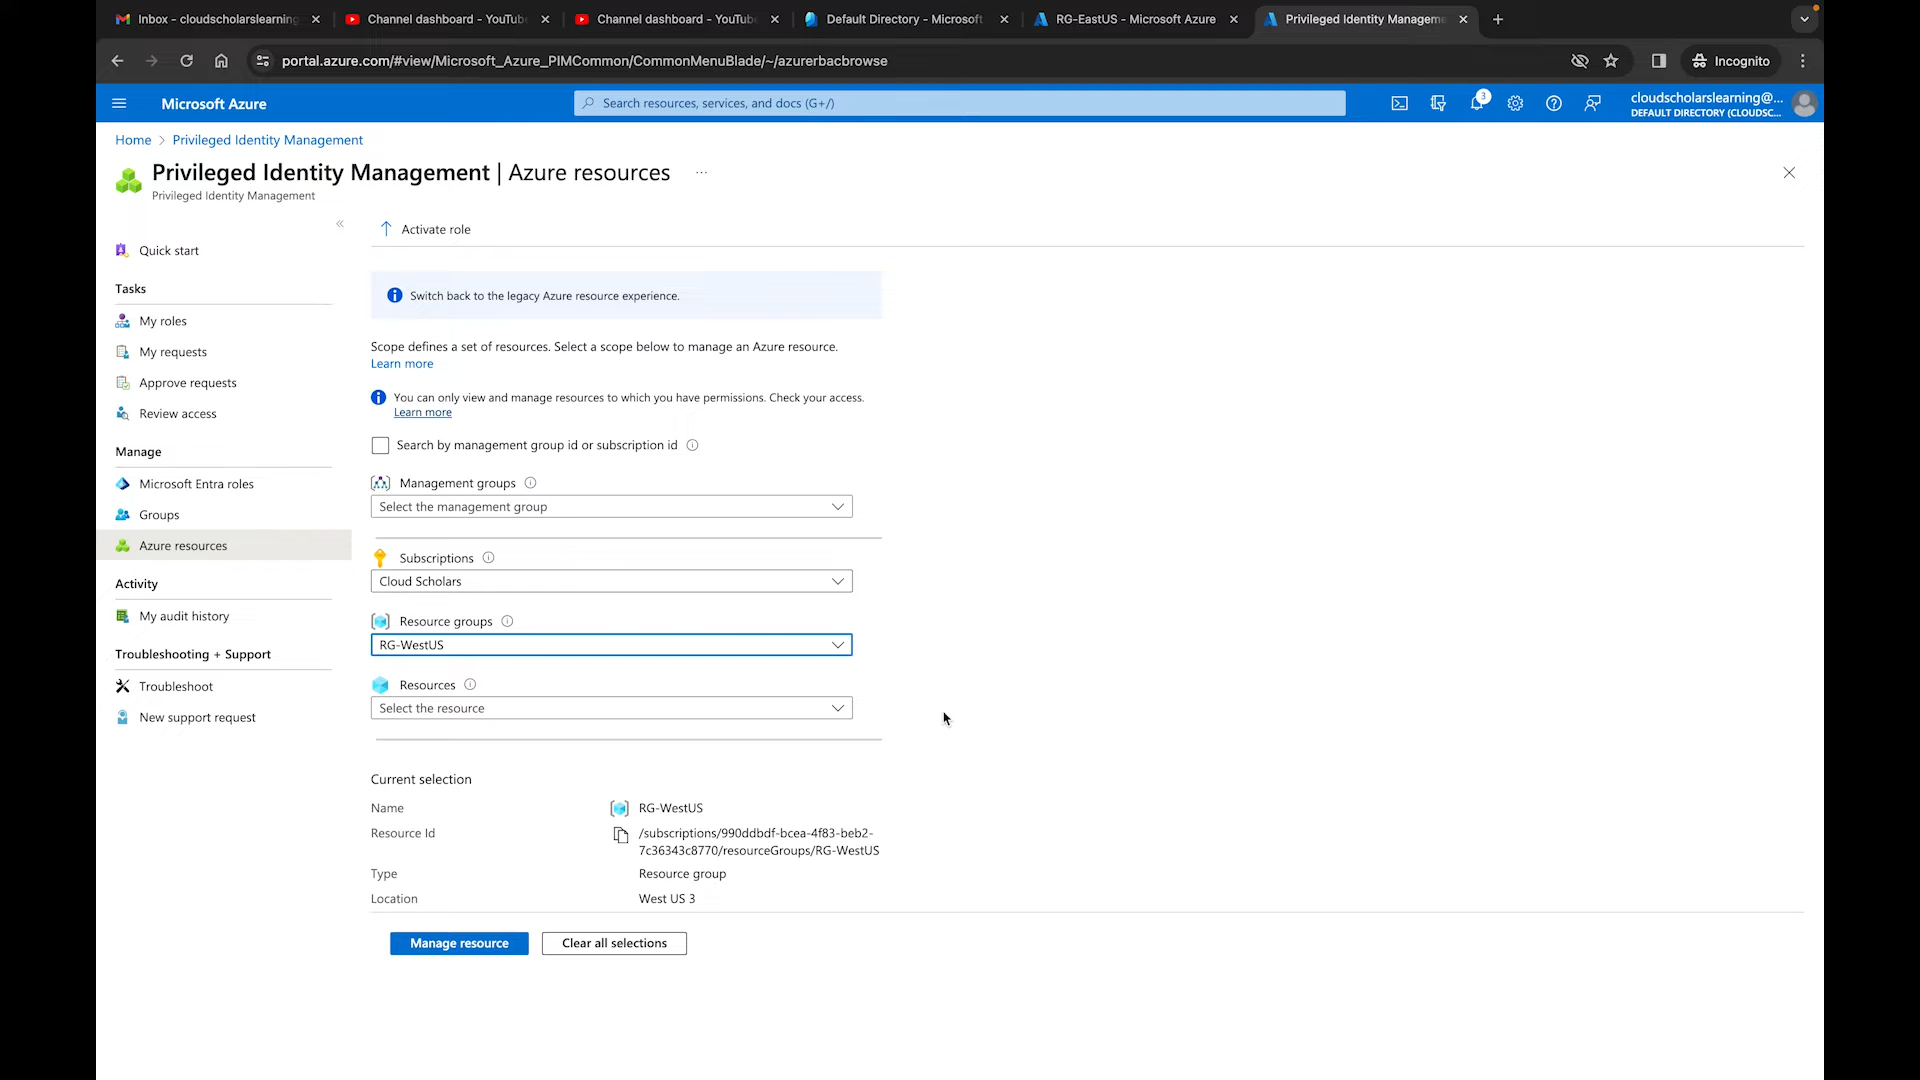 Inbox - cloudscholarslearning
Channel dashboard - YouTube
Channel dashboard - YouTube
Default Directory - Microsoft
RG-EastUS - Microsoft Azure
Privileged Identity Manageme
portal.azure.com/#view/Microsoft_Azure_PIMCommon/CommonMenuBlade/~/azurerbacbrowse
Incognito
Microsoft Azure
Search resources, services, and docs (G+/)
3
cloudscholarslearning@...
DEFAULT DIRECTORY (CLOUDSC...
Home > Privileged Identity Management
Privileged Identity Management | Azure resources ...
Privileged Identity Management
Quick start
Tasks
My roles
My requests
Approve requests
Review access
Manage
Microsoft Entra roles
Groups
Azure resources
Activity
My audit history
Troubleshooting + Support
Troubleshoot
New support request
Activate role
Switch back to the legacy Azure resource experience.
Scope defines a set of resources. Select a scope below to manage an Azure resource.
Learn more
You can only view and manage resources to which you have permissions. Check your access.
Learn more
Search by management group id or subscription id
Management groups
Select the management group
Subscriptions
Cloud Scholars
Resource groups
RG-WestUS
Resources
Select the resource
Current selection
Name RG-WestUS
Resource Id /subscriptions/990ddbdf-bcea-4f83-beb2-
7c36343c8770/resourceGroups/RG-WestUS
Type Resource group
Location West US 3
Manage resource Clear all selections